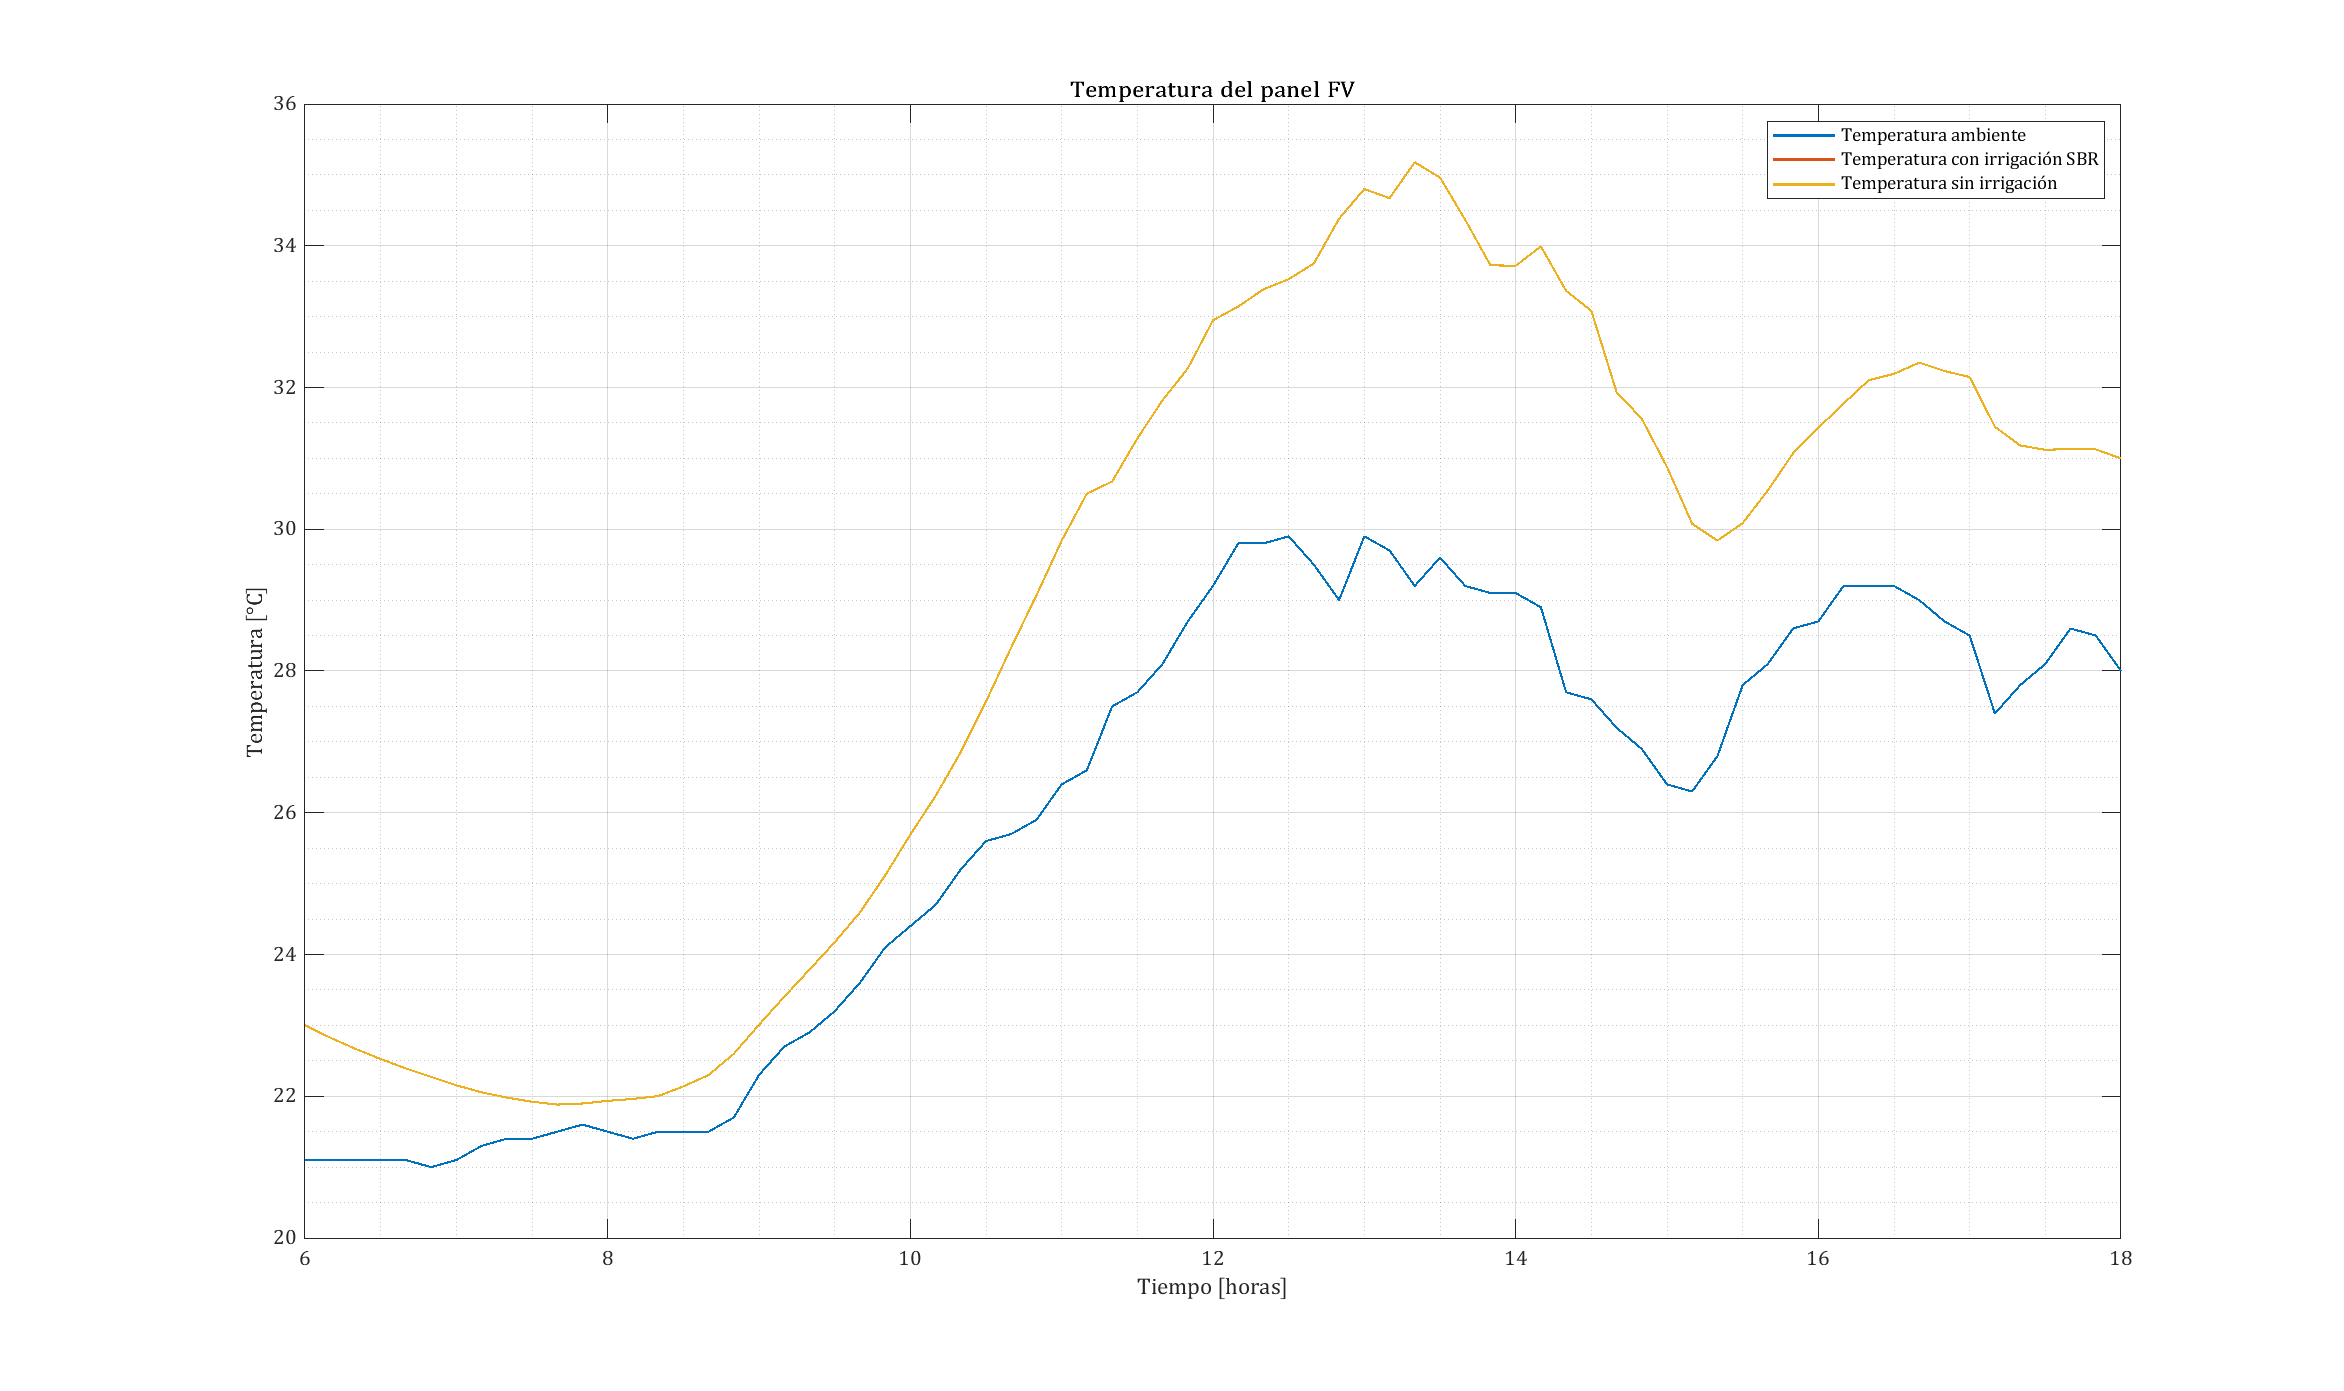 Temperatura del panel FV
36
34
32
30
28
26
24
22
20
Temperatura [°C]
Temperatura ambiente
Temperatura con irrigación SBR
Temperatura sin irrigación
6 8 10 12 14 16 18
Tiempo [horas]